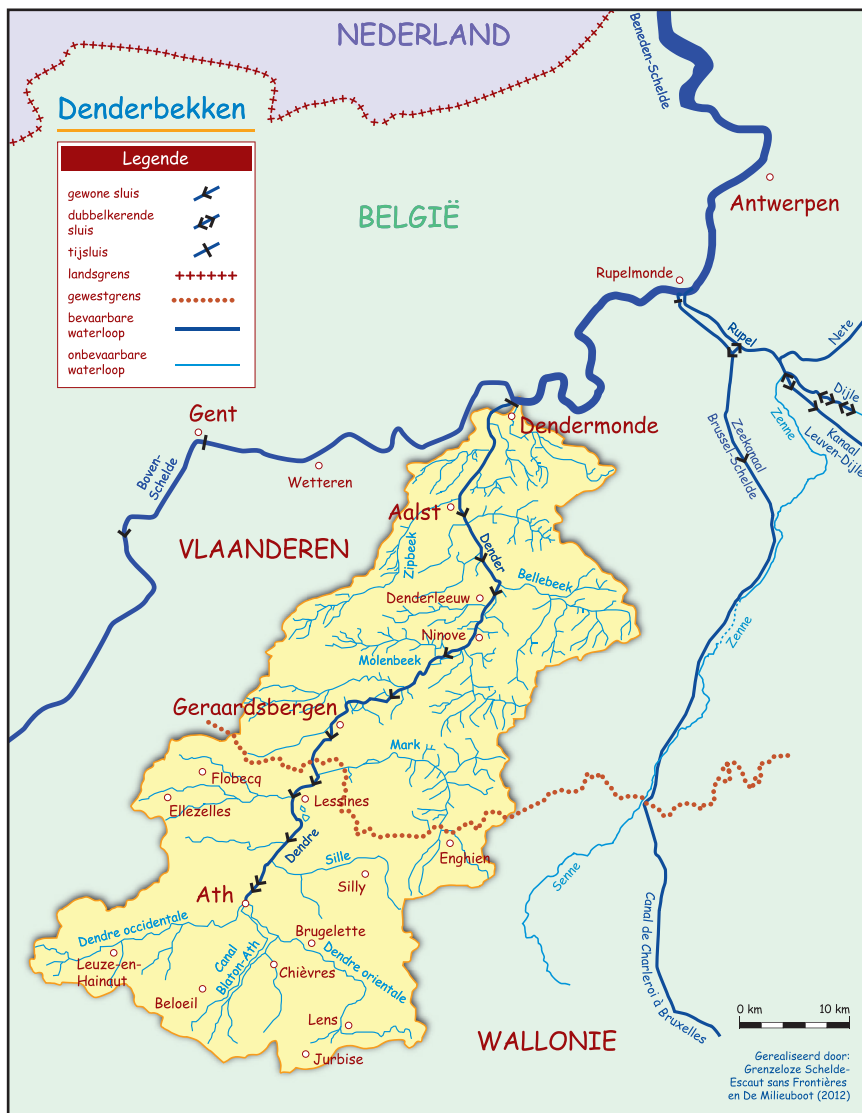 NEDERLAND
Beneden-Schelde
Denderbekken
Legende
gewone sluis
dubbelkerende
sluis
tijsluis
landsgrens
gewestgrens
bevaarbare
waterloop
onbevaarbare
waterloop
BELGIË
Antwerpen
Rupelmonde
Rupel
Nete
Dijle
Kanaal
Leuven-Dijle
Zenne
Zeekanaal
Brussel-Schelde
Gent
Boven-
Schelde
Wetteren
Dendermonde
Aalst
VLAANDEREN
Zipbeek
Dender
Bellebeek
Denderleeuw
Ninove
Molenbeek
Zenne
Geraardsbergen
Mark
Flobecq
Ellezelles
Lessines
Dendre
Enghien
Sille
Silly
Senne
Ath
Dendre occidentale
Brugelette
Leuze-en-
Hainaut
Canal
Blaton-Ath
Chièvres
Dendre orientale
Beloeil
Lens
Jurbise
Canal de Charleroi à Bruxelles
WALLONIE
0 km
10 km
Gerealiseerd door:
Grenzeloze Schelde-
Escaut sans Frontières
en De Milieuboot (2012)